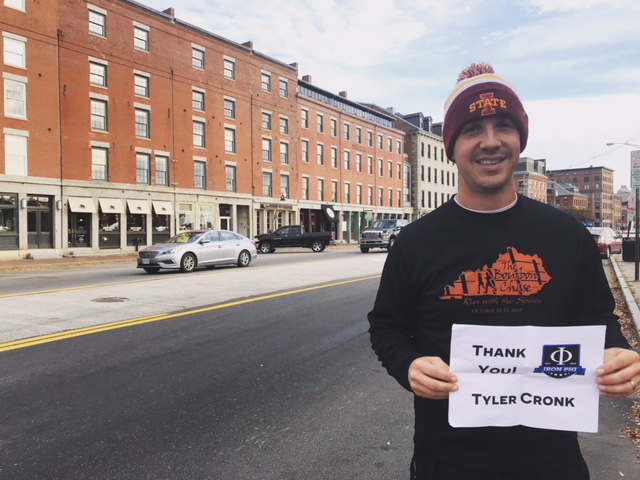 STATE
I
The
Bourbon
Chase
Run with the Spirits
THANK
YOU!
Φ
IRON PHI
TYLER CRONK